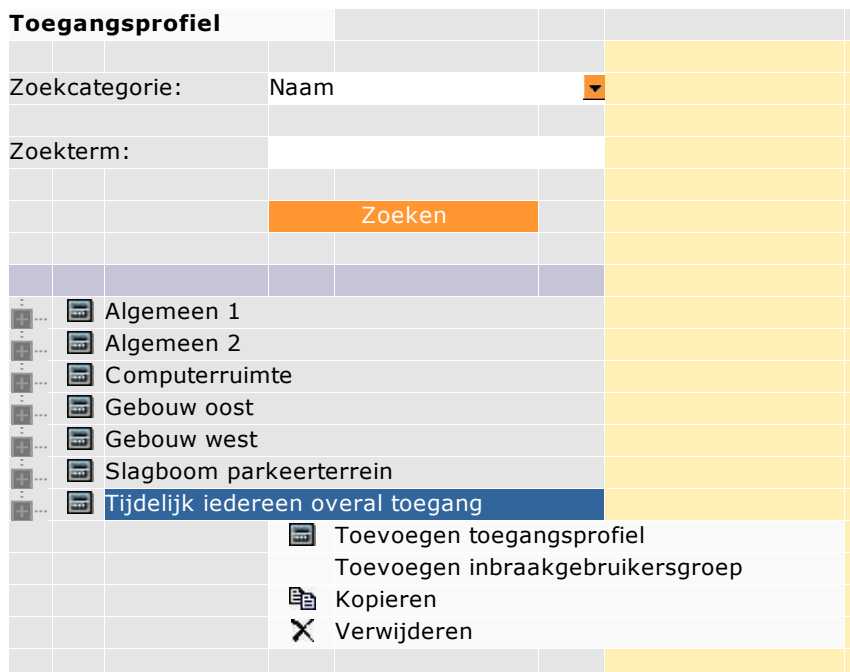 Toegangsprofiel
Zoekcategorie: Naam
Zoekterm:
Zoeken
Algemeen 1
Algemeen 2
Computerruimte
Gebouw oost
Gebouw west
Slagboom parkeerterrein
Tijdelijk iedereen overal toegang
Toevoegen toegangsprofiel
Toevoegen inbraakgebruikersgroep
Kopieren
Verwijderen